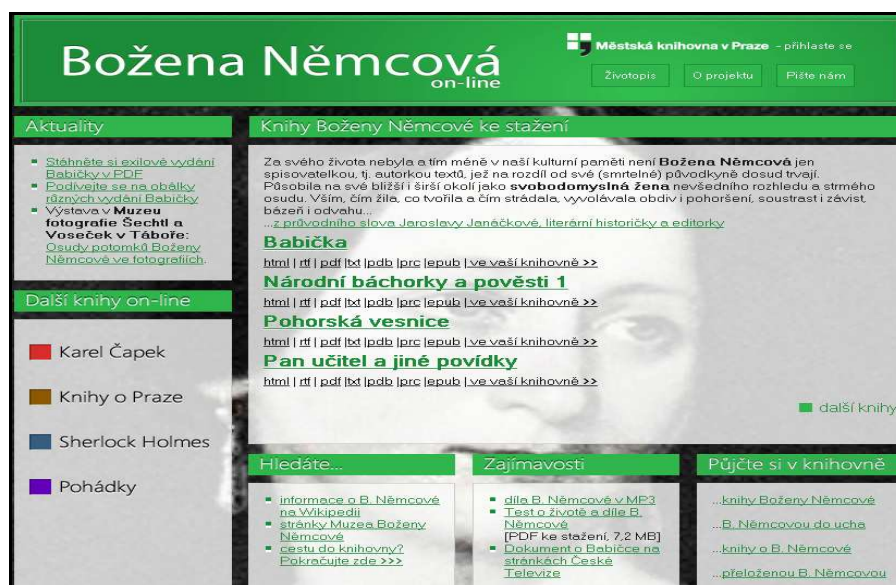 Božena Němcová
on-line
Městská knihovna v Praze - přihlaste se
Životopis
O projektu
Pište nám
Aktuality
Stáhněte si exilové vydání
Babičky v PDF
Podívejte se na obálky
různých vydání Babičky
Výstava v Muzeu
fotografie Šechtl a
Voseček v Táboře:
Osudy potomků Boženy
Němcové ve fotografiích.
Další knihy on-line
Karel Čapek
Knihy o Praze
Sherlock Holmes
Pohádky
Knihy Boženy Němcové ke stažení
Za svého života nebyla a tím méně v naší kulturní paměti není Božena Němcová jen
spisovatelkou, tj. autorkou textů, jež na rozdíl od své (smrtelné) původkyně dosud trvají.
Působila na své bližší i širší okolí jako svobodomyslná žena nevšedního rozhledu a strmého
osudu. Vším, čím žila, co tvořila a čím strádala, vyvolávala obdiv i pohoršení, soustrast i závist,
bázeň i odvahu...
...z průvodního slova Jaroslavy Janáčkové, literární historičky a editorky
Babička
html | rtf | pdf |txt |pdb |prc |epub | ve vaší knihovně >>
Národní báchorky a pověsti 1
html | rtf | pdf |txt |pdb |prc |epub | ve vaší knihovně >>
Pohorská vesnice
html | rtf | pdf |txt |pdb |prc |epub | ve vaší knihovně >>
Pan učitel a jiné povídky
html | rtf | pdf |txt |pdb |prc |epub | ve vaší knihovně >>
další knihy
Hledáte...
informace o B. Němcové
na Wikipedii
stránky Muzea Boženy
Němcové
cestu do knihovny?
Pokračujte zde >>>
Zajímavosti
díla B. Němcové v MP3
Test o životě a díle B.
Němcové
[PDF ke stažení, 7,2 MB]
Dokument o Babičce na
stránkách České
Televize
Půjčte si v knihovně
...knihy Boženy Němcové
...B. Němcovou do ucha
...knihy o B. Němcové
...přeloženou B. Němcovou